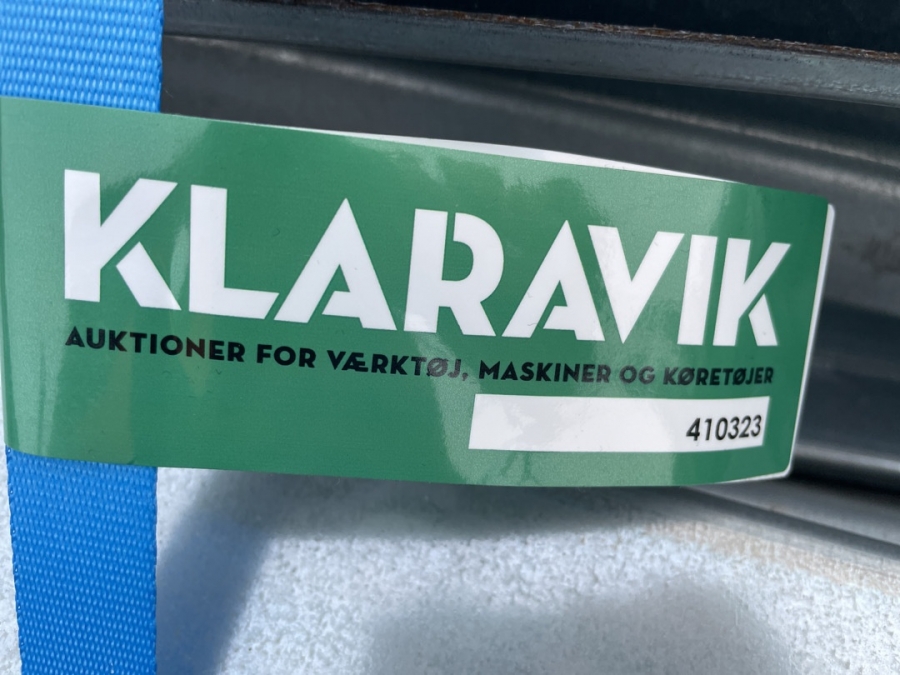 KLARAVIK
AUKTIONER FOR VÆRKTØJ, MASKINER OG KØRETØJER
410323